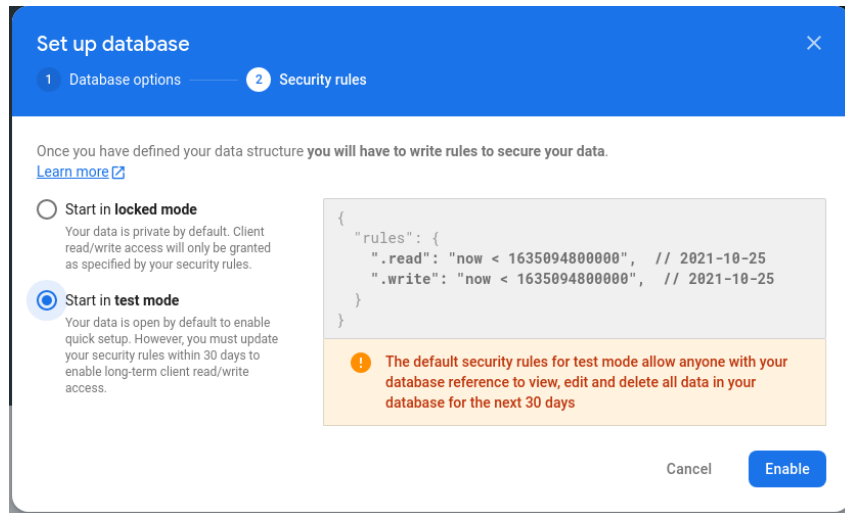 Set up database
1 Database options 2 Security rules
Once you have defined your data structure you will have to write rules to secure your data.
Learn more
Start in locked mode
Your data is private by default. Client
read/write access will only be granted
as specified by your security rules.
Start in test mode
Your data is open by default to enable
quick setup. However, you must update
your security rules within 30 days to
enable long-term client read/write
access.
{
"rules": {
".read": "now < 1635094800000", // 2021-10-25
".write": "now < 1635094800000", // 2021-10-25
}
}
The default security rules for test mode allow anyone with your
database reference to view, edit and delete all data in your
database for the next 30 days
Cancel Enable